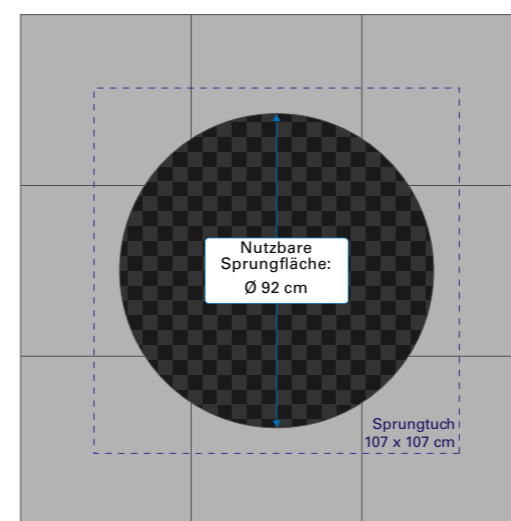 Nutzbare
Sprungfläche:
Ø 92 cm
Sprungtuch
107 x 107 cm